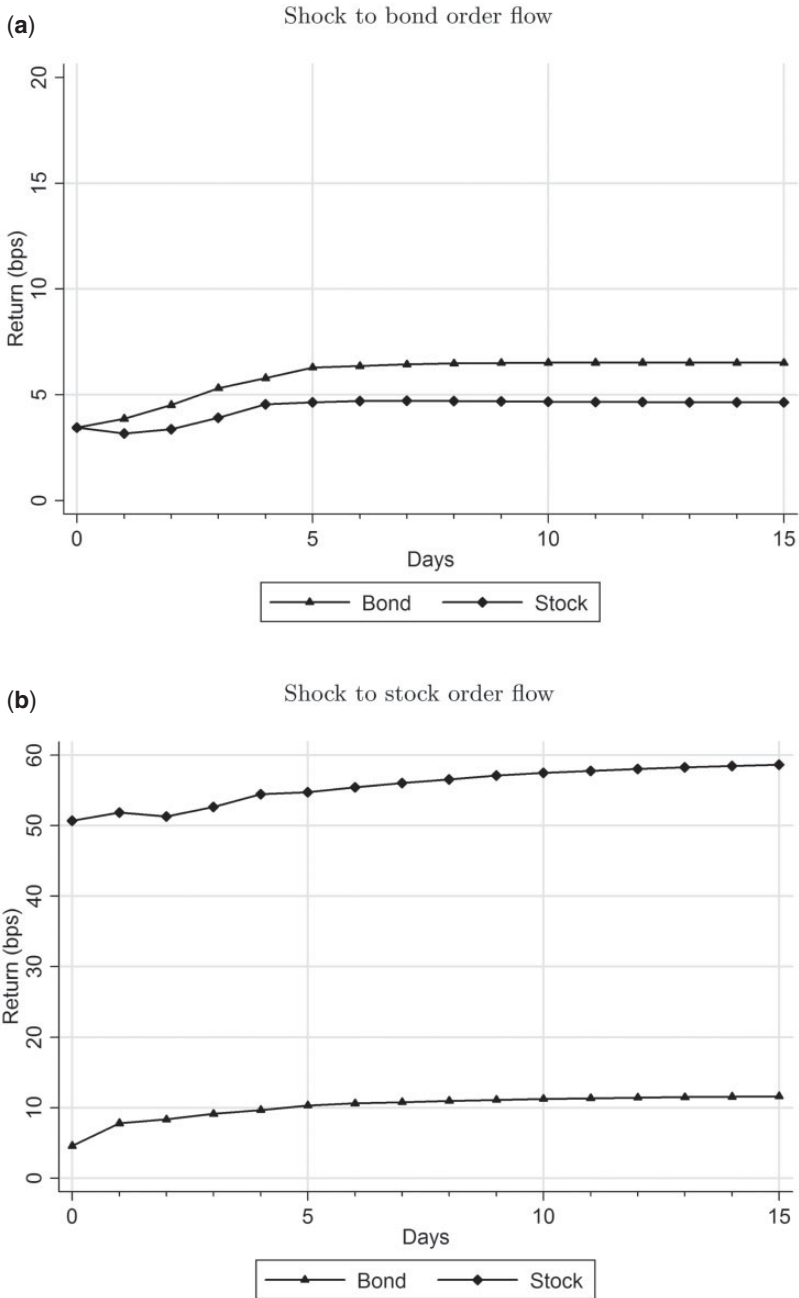 (a)
Shock to bond order flow
Return (bps)
20
15
10
5
0
0 5 10 15
Days
Bond Stock
(b)
Shock to stock order flow
Return (bps)
60
50
40
30
20
10
0
0 5 10 15
Days
Bond Stock